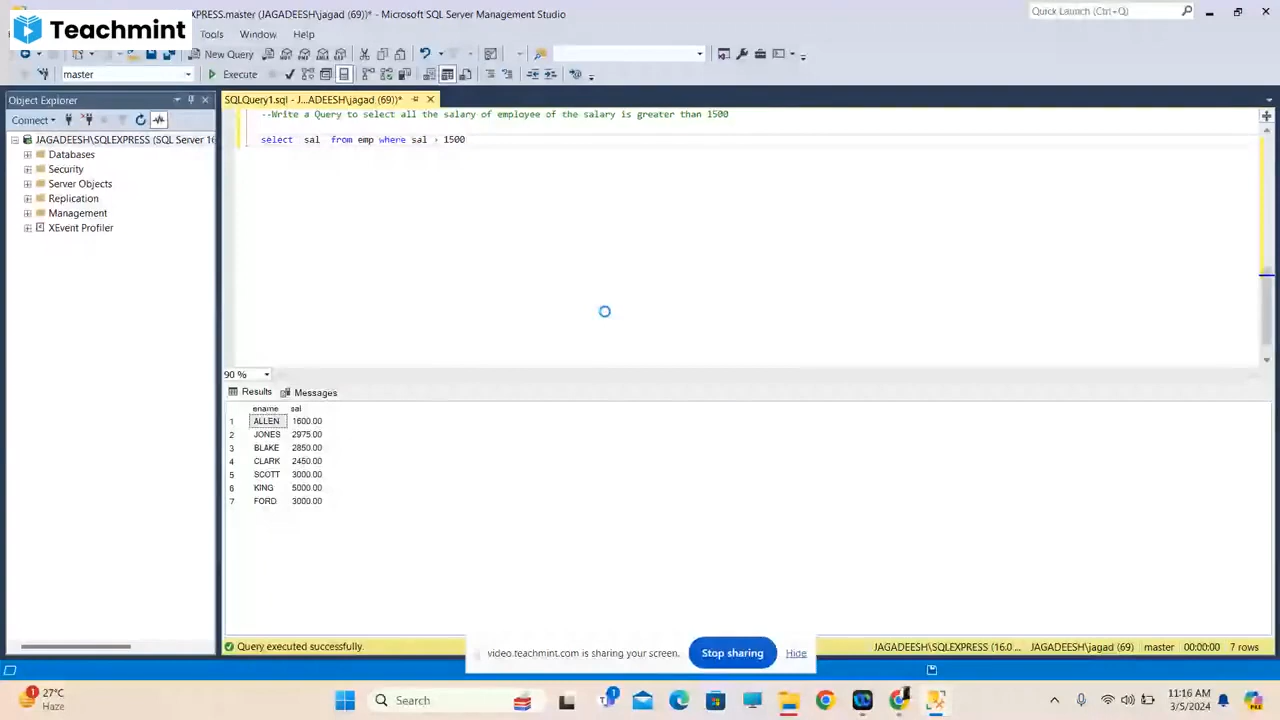 EXPRESS.master (JAGADEESH\jagad (69))* - Microsoft SQL Server Management Studio
Quick Launch (Ctrl+Q)
Teachmint
Tools Window Help
New Query
master
Execute
Object Explorer
SQLQuery1.sql - J...ADEESH\jagad (69))*
Connect
--Write a Query to select all the salary of employee of the salary is greater than 1500
select sal from emp where sal > 1500
JAGADEESH\SQLEXPRESS (SQL Server 16
Databases
Security
Server Objects
Replication
Management
XEvent Profiler
90 %
Results Messages
ename sal
1 ALLEN 1600.00
2 JONES 2975.00
3 BLAKE 2850.00
4 CLARK 2450.00
5 SCOTT 3000.00
6 KING 5000.00
7 FORD 3000.00
Query executed successfully.
JAGADEESH\SQLEXPRESS (16.0 ... JAGADEESH\jagad (69) master 00:00:00 7 rows
video.teachmint.com is sharing your screen. Stop sharing Hide
27°C
Haze
Search
11:16 AM
3/5/2024